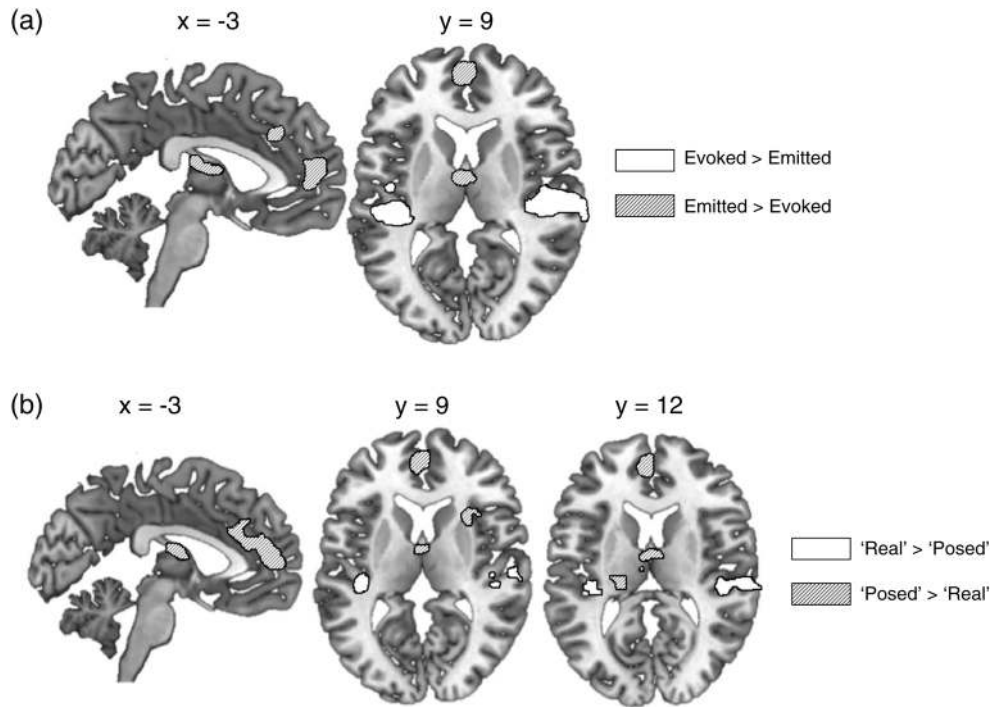 (a)
x = -3
y = 9
Evoked > Emitted
Emitted > Evoked
(b)
x = -3
y = 9
y = 12
‘Real’ > ‘Posed’
‘Posed’ > ‘Real’